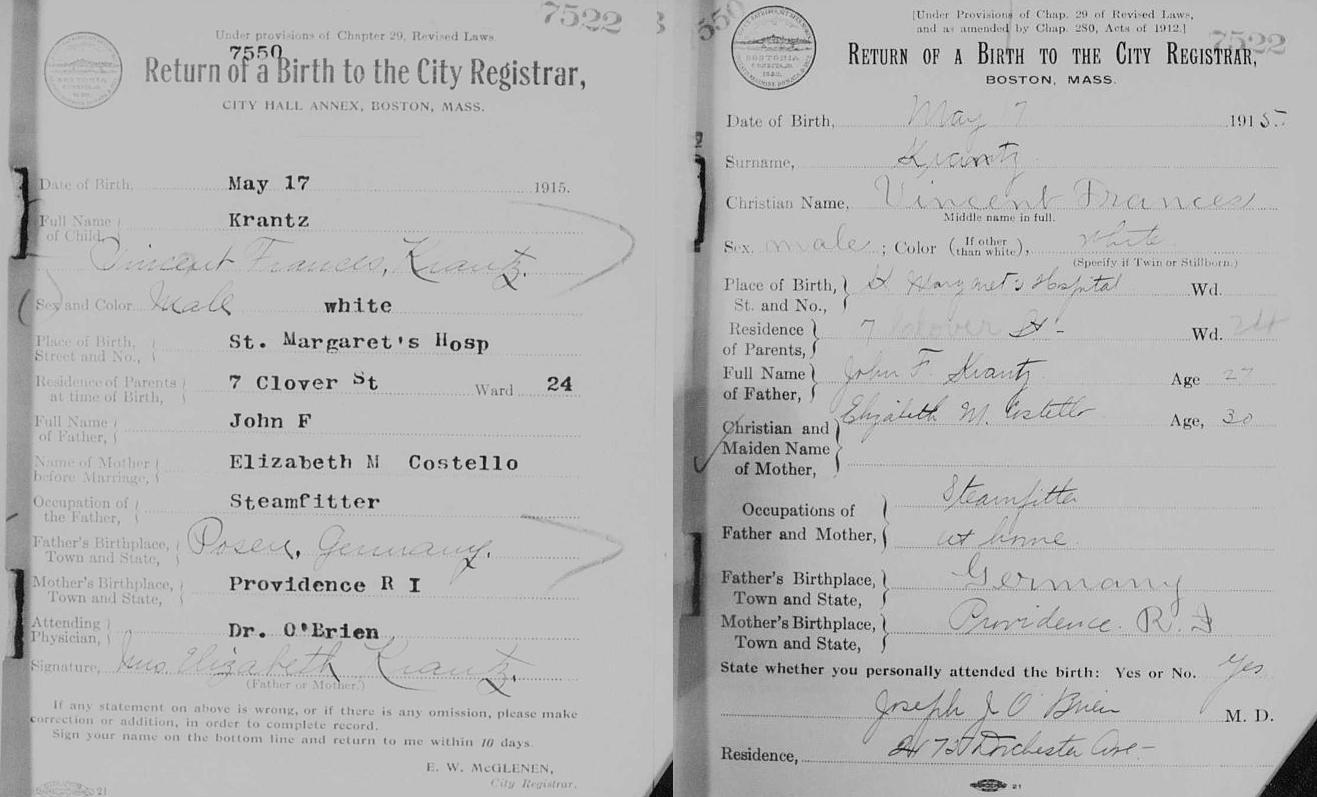 7522
Under provisions of Chapter 29, Revised Laws
7550
Return of a Birth to the City Registrar,
CITY HALL ANNEX, BOSTON, MASS.
Date of Birth, May 17 1915.
Full Name of Child, Krantz
Vincent Frances, Krantz.
Sex and Color Male white
Place of Birth, Street and No., St. Margaret's Hosp
Residence of Parents at time of Birth, 7 Clover St Ward 24
Full Name of Father, John F
Name of Mother before Marriage, Elizabeth M Costello
Occupation of the Father, Steamfitter
Father's Birthplace, Town and State, Posen, Germany.
Mother's Birthplace, Town and State, Providence R I
Attending Physician, Dr. O'Brien
Signature, Mrs. Elizabeth Krantz.
(Father or Mother.)
If any statement on above is wrong, or if there is any omission, please make
correction or addition, in order to complete record.
Sign your name on the bottom line and return to me within 10 days.
E. W. McGLENEN,
City Registrar.
21
550
[Under Provisions of Chap. 29 of Revised Laws,
and as amended by Chap. 280, Acts of 1912.]
7522
RETURN OF A BIRTH TO THE CITY REGISTRAR,
BOSTON, MASS.
Date of Birth, May 7 1915.
Surname, Krantz
Christian Name, Vincent Frances
Middle name in full.
Sex, male; Color (If other than white), white
(Specify if Twin or Stillborn.)
Place of Birth, St. and No., St Margaret's Hospital Wd.
Residence of Parents, 7 Clover St - Wd. 24
Full Name of Father, John F Krantz Age 27
Christian and Maiden Name of Mother, Elizabeth M. Costello Age, 30
Occupations of Father and Mother, Steamfitter
at home
Father's Birthplace, Town and State, Germany
Mother's Birthplace, Town and State, Providence. R. I
State whether you personally attended the birth: Yes or No. Yes
Joseph J O'Brien M. D.
Residence, Dorchester Ave -
21